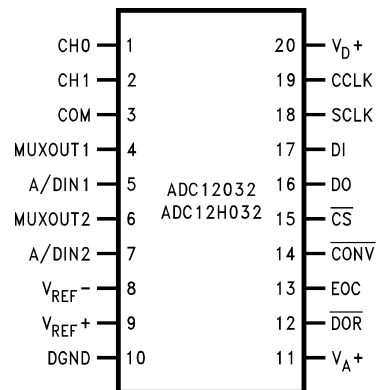 CH0 1 20 VD+
CH1 2 19 CCLK
COM 3 18 SCLK
MUXOUT1 4 17 DI
A/DIN1 5 16 DO
ADC12032
ADC12H032
MUXOUT2 6 15 CS
A/DIN2 7 14 CONV
VREF- 8 13 EOC
VREF+ 9 12 DOR
DGND 10 11 VA+